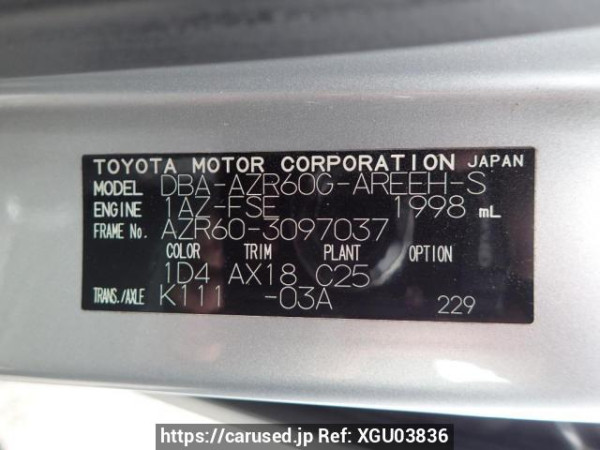 TOYOTA MOTOR CORPORATION JAPAN
MODEL DBA-AZR60G-AREEH-S
ENGINE 1AZ-FSE 1998 mL
FRAME No. AZR60-3097037
COLOR TRIM PLANT OPTION
1D4 AX18 C25
TRANS./AXLE K111 -03A 229
https://carused.jp Ref: XGU03836